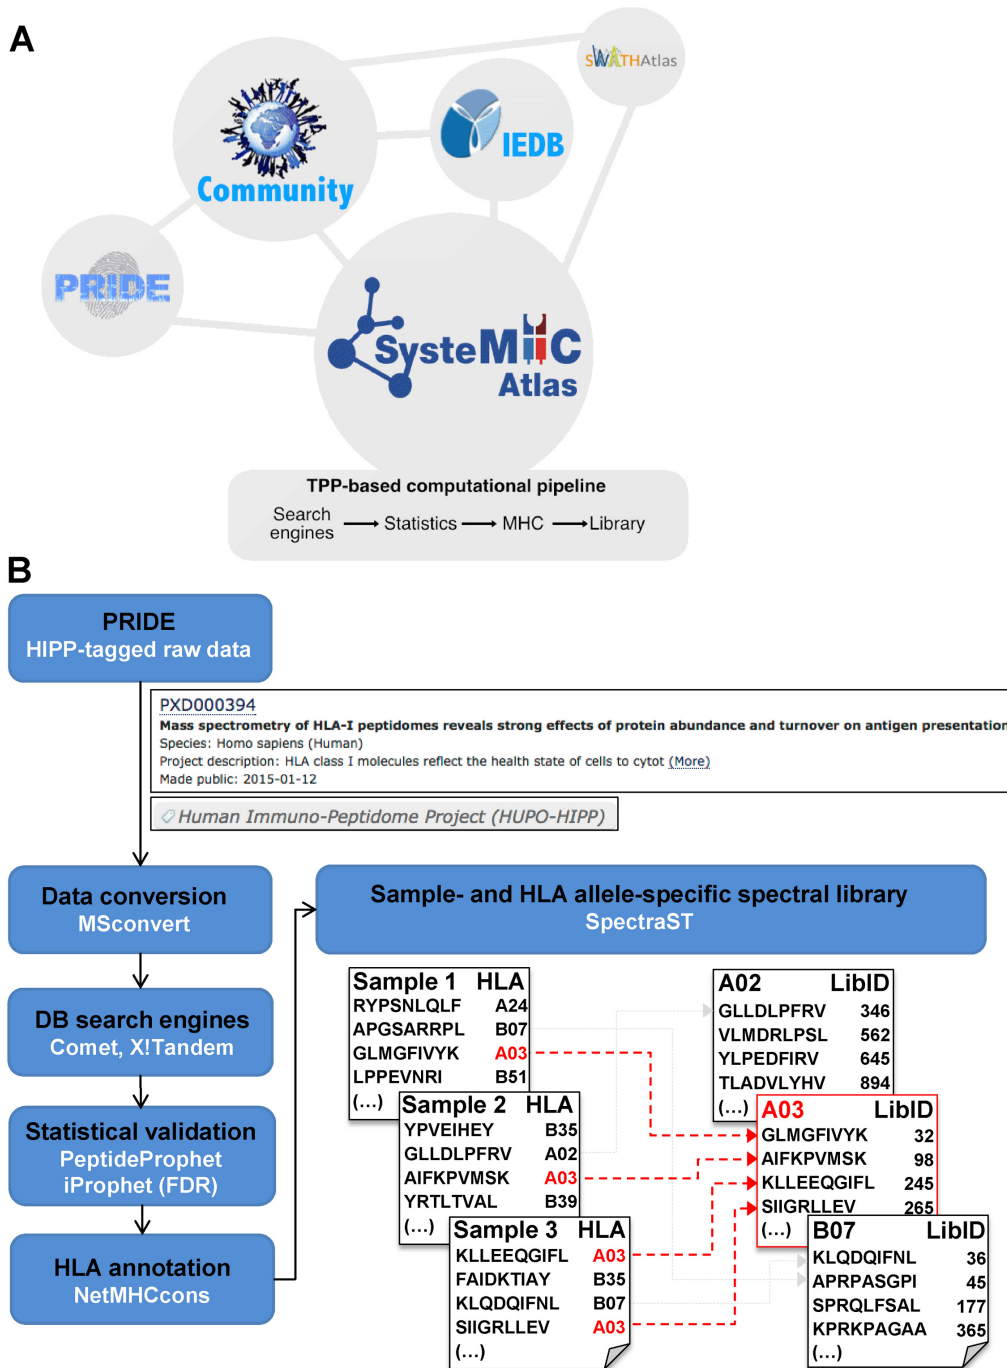 A
SWATHAtlas
IEDB
Community
PRIDE
SysteMHC
Atlas
TPP-based computational pipeline
Search
engines
Statistics
MHC
Library
B
PRIDE
HIPP-tagged raw data
PXD000394
Mass spectrometry of HLA-I peptidomes reveals strong effects of protein abundance and turnover on antigen presentation
Species: Homo sapiens (Human)
Project description: HLA class I molecules reflect the health state of cells to cytot (More)
Made public: 2015-01-12
Human Immuno-Peptidome Project (HUPO-HIPP)
Data conversion
MSconvert
DB search engines
Comet, X!Tandem
Statistical validation
PeptideProphet
iProphet (FDR)
HLA annotation
NetMHCcons
Sample- and HLA allele-specific spectral library
SpectraST
Sample 1 HLA
RYPSNLQLF A24
APGSARRPL B07
GLMGFIVYK A03
LPPEVNRI B51
(...)
Sample 2 HLA
YPVEIHEY B35
GLLDLPFRV A02
AIFKPVMSK A03
YRTLTVAL B39
(...)
Sample 3 HLA
KLLEEQGIFL A03
FAIDKTIAY B35
KLQDQIFNL B07
SIIGRLLEV A03
(...)
A02 LibID
GLLDLPFRV 346
VLMDRLPSL 562
YLPEDFIRV 645
TLADVLYHV 894
(...)
A03 LibID
GLMGFIVYK 32
AIFKPVMSK 98
KLLEEQGIFL 245
SIIGRLLEV 265
(...)
B07 LibID
KLQDQIFNL 36
APRPASGPI 45
SPRQLFSAL 177
KPRKPAGAA 365
(...)